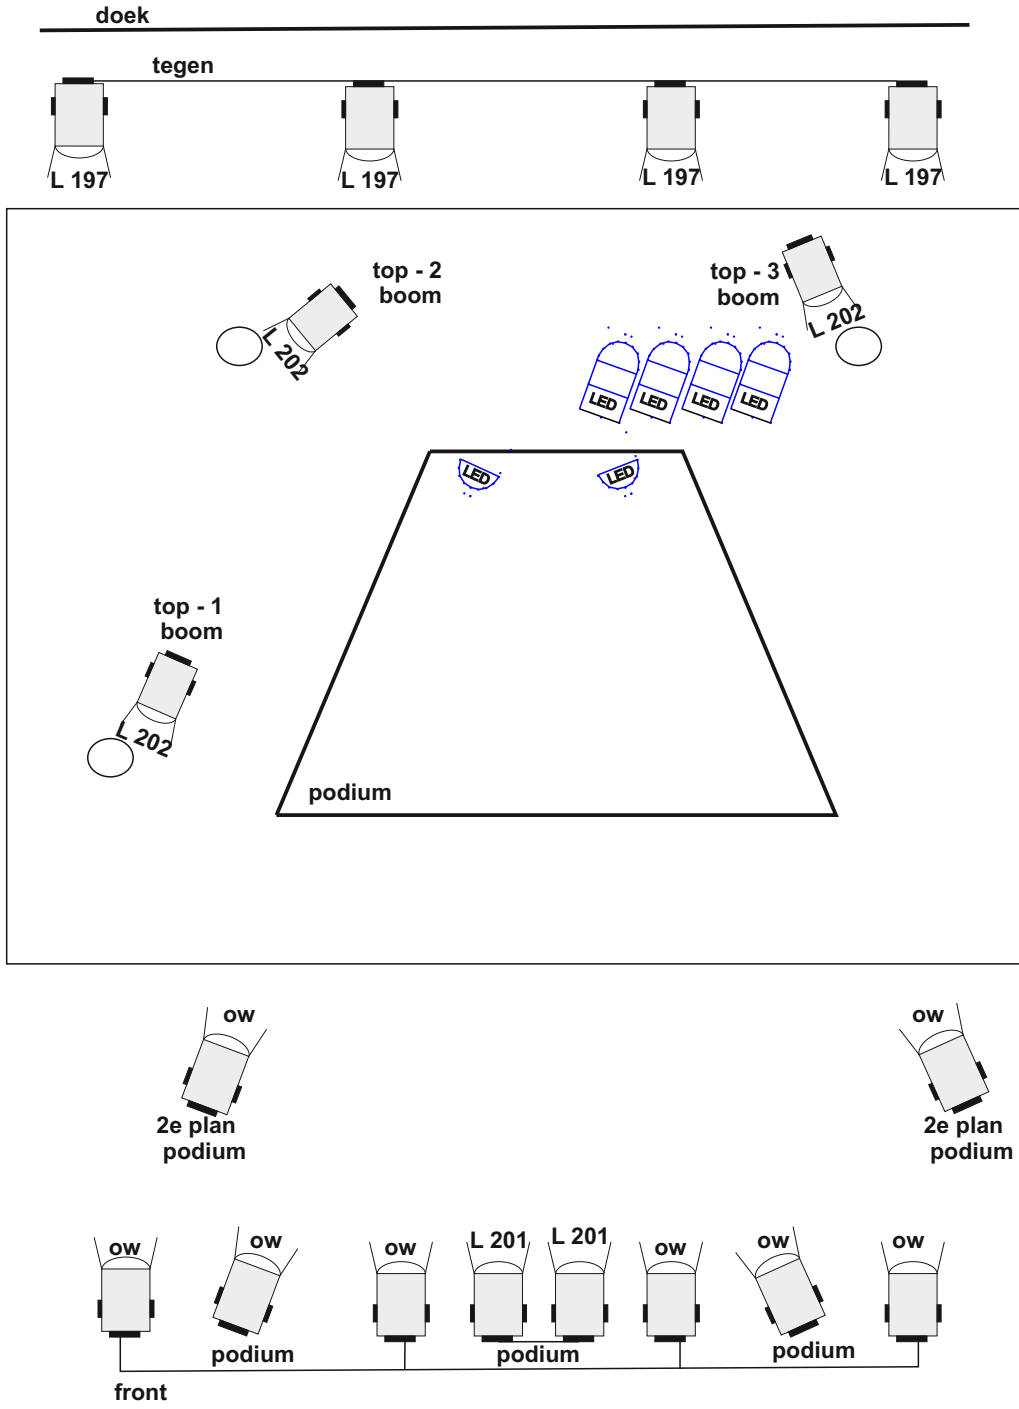 doek
tegen
L 197
L 197
L 197
L 197
top - 2
boom
top - 3
boom
L 202
L 202
LED
LED
LED
LED
LED
LED
top - 1
boom
L 202
podium
ow
ow
2e plan
podium
2e plan
podium
ow
ow
ow
L 201
L 201
ow
ow
ow
podium
podium
podium
front